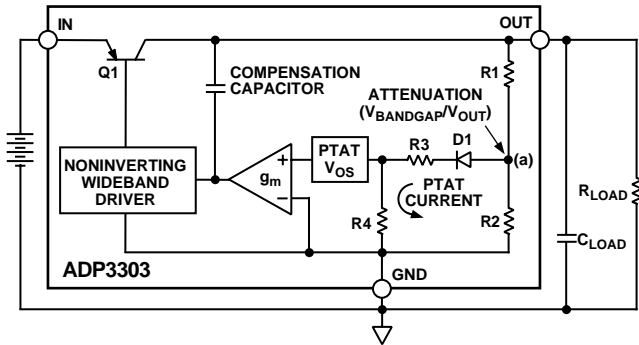 IN
OUT
Q1
COMPENSATION
CAPACITOR
R1
ATTENUATION
(VBANDGAP/VOUT)
NONINVERTING
WIDEBAND
DRIVER
gm
+
−
PTAT
VOS
R3
D1
(a)
PTAT
CURRENT
R4
R2
RLOAD
CLOAD
ADP3303
GND